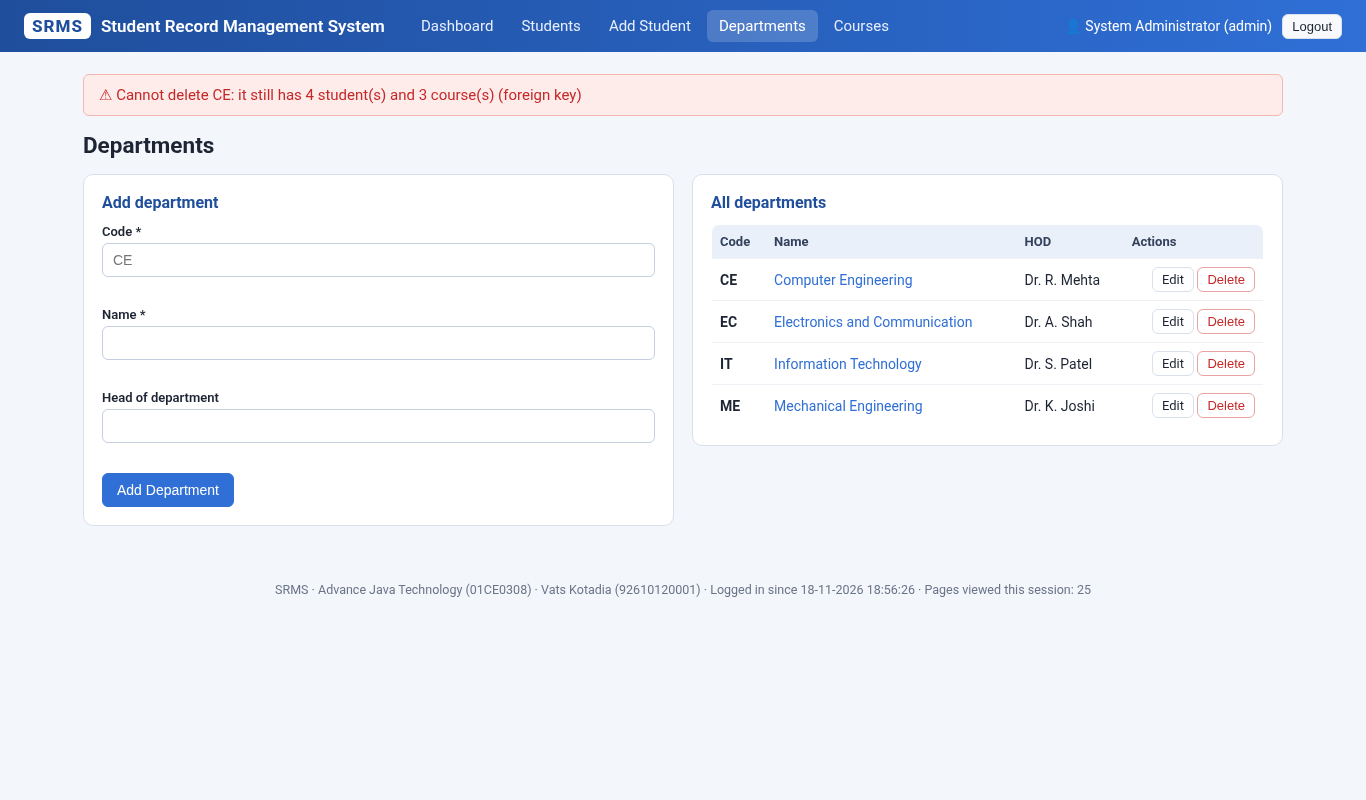 SRMS Student Record Management System Dashboard Students Add Student Departments Courses 👤 System Administrator (admin) Logout
⚠ Cannot delete CE: it still has 4 student(s) and 3 course(s) (foreign key)
Departments
Add department
Code *
CE
Name *
Head of department
Add Department
All departments
Code Name HOD Actions
CE Computer Engineering Dr. R. Mehta Edit Delete
EC Electronics and Communication Dr. A. Shah Edit Delete
IT Information Technology Dr. S. Patel Edit Delete
ME Mechanical Engineering Dr. K. Joshi Edit Delete
SRMS · Advance Java Technology (01CE0308) · Vats Kotadia (92610120001) · Logged in since 18-11-2026 18:56:26 · Pages viewed this session: 25